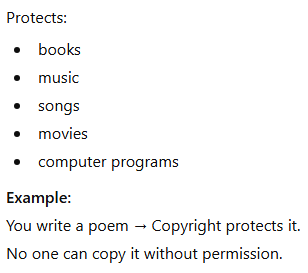 Protects:
• books
• music
• songs
• movies
• computer programs
Example:
You write a poem → Copyright protects it.
No one can copy it without permission.